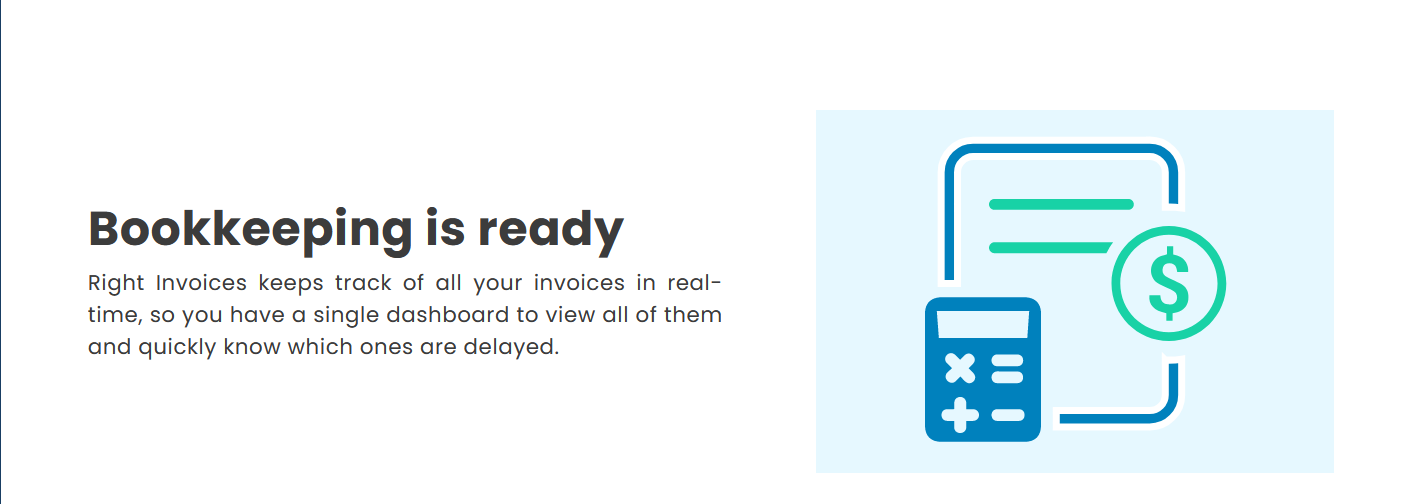 Bookkeeping is ready
Right Invoices keeps track of all your invoices in real-
time, so you have a single dashboard to view all of them
and quickly know which ones are delayed.
$